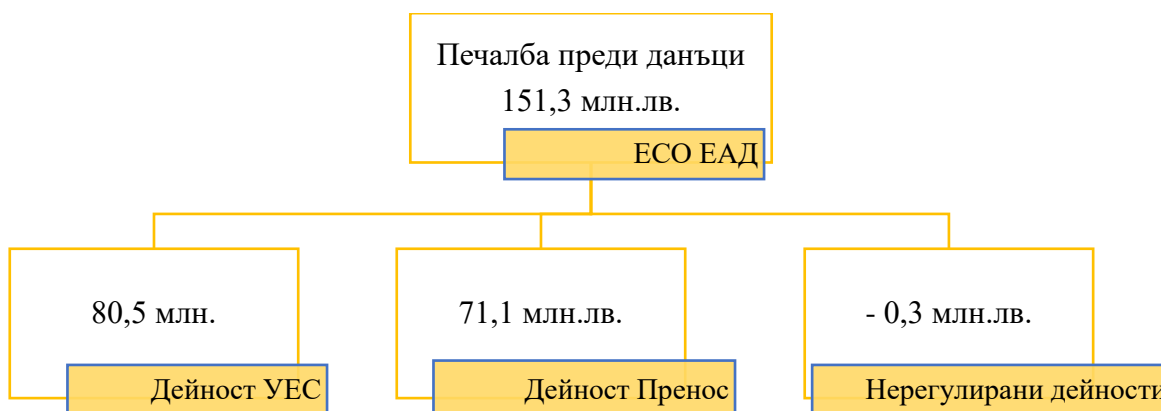 Печалба преди данъци
151,3 млн.лв.
ЕСО ЕАД
80,5 млн.
Дейност УЕС
71,1 млн.лв.
Дейност Пренос
- 0,3 млн.лв.
Нерегулирани дейности